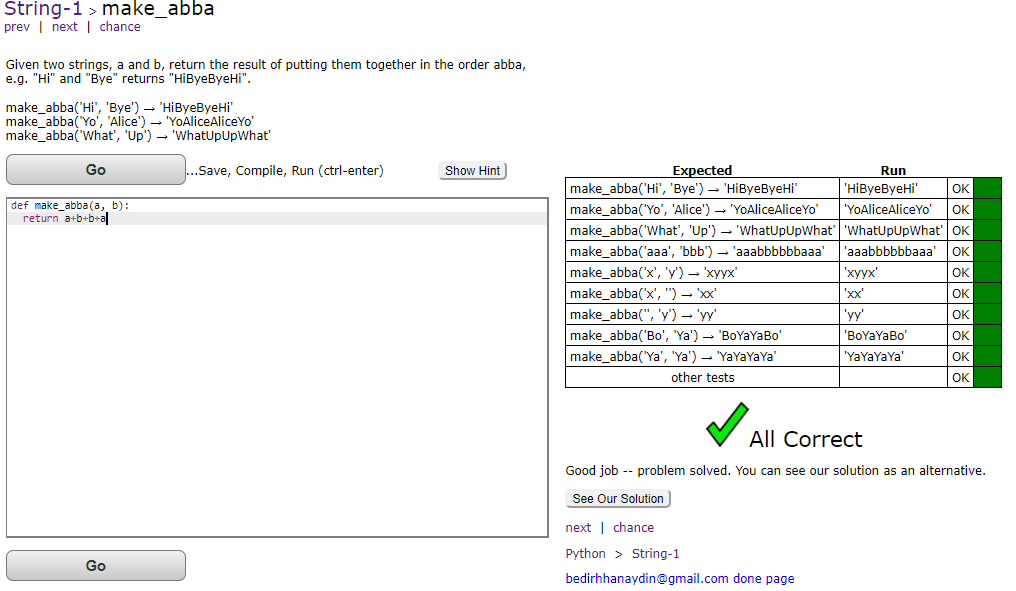 String-1 > make_abba
prev | next | chance
Given two strings, a and b, return the result of putting them together in the order abba,
e.g. "Hi" and "Bye" returns "HiByeByeHi".
make_abba('Hi', 'Bye') → 'HiByeByeHi'
make_abba('Yo', 'Alice') → 'YoAliceAliceYo'
make_abba('What', 'Up') → 'WhatUpUpWhat'
Go ...Save, Compile, Run (ctrl-enter) Show Hint
def make_abba(a, b):
  return a+b+b+a
Go
Expected Run
make_abba('Hi', 'Bye') → 'HiByeByeHi' 'HiByeByeHi' OK
make_abba('Yo', 'Alice') → 'YoAliceAliceYo' 'YoAliceAliceYo' OK
make_abba('What', 'Up') → 'WhatUpUpWhat' 'WhatUpUpWhat' OK
make_abba('aaa', 'bbb') → 'aaabbbbbbaaa' 'aaabbbbbbaaa' OK
make_abba('x', 'y') → 'xyyx' 'xyyx' OK
make_abba('x', '') → 'xx' 'xx' OK
make_abba('', 'y') → 'yy' 'yy' OK
make_abba('Bo', 'Ya') → 'BoYaYaBo' 'BoYaYaBo' OK
make_abba('Ya', 'Ya') → 'YaYaYaYa' 'YaYaYaYa' OK
other tests OK
All Correct
Good job -- problem solved. You can see our solution as an alternative.
See Our Solution
next | chance
Python > String-1
bedirhhanaydin@gmail.com done page